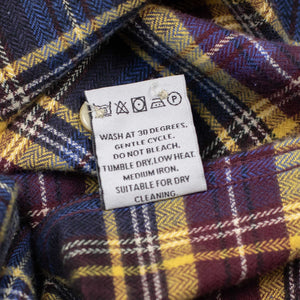 WASH AT 30 DEGREES.
GENTLE CYCLE.
DO NOT BLEACH.
TUMBLE DRY, LOW HEAT.
MEDIUM IRON.
SUITABLE FOR DRY
CLEANING.